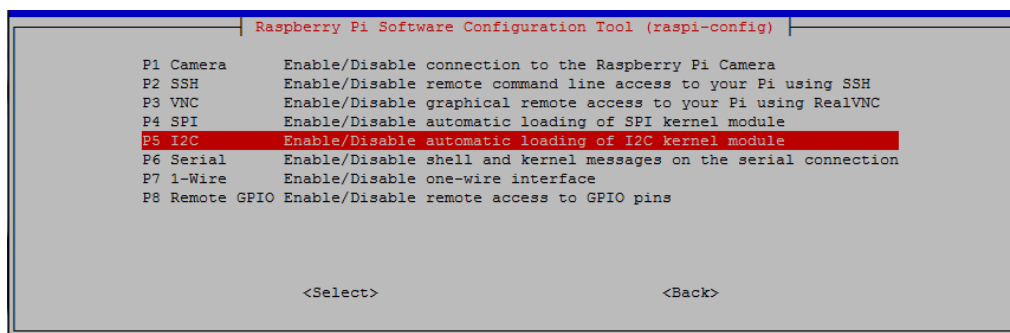 Raspberry Pi Software Configuration Tool (raspi-config)
P1 Camera Enable/Disable connection to the Raspberry Pi Camera
P2 SSH Enable/Disable remote command line access to your Pi using SSH
P3 VNC Enable/Disable graphical remote access to your Pi using RealVNC
P4 SPI Enable/Disable automatic loading of SPI kernel module
P5 I2C Enable/Disable automatic loading of I2C kernel module
P6 Serial Enable/Disable shell and kernel messages on the serial connection
P7 1-Wire Enable/Disable one-wire interface
P8 Remote GPIO Enable/Disable remote access to GPIO pins
<Select> <Back>